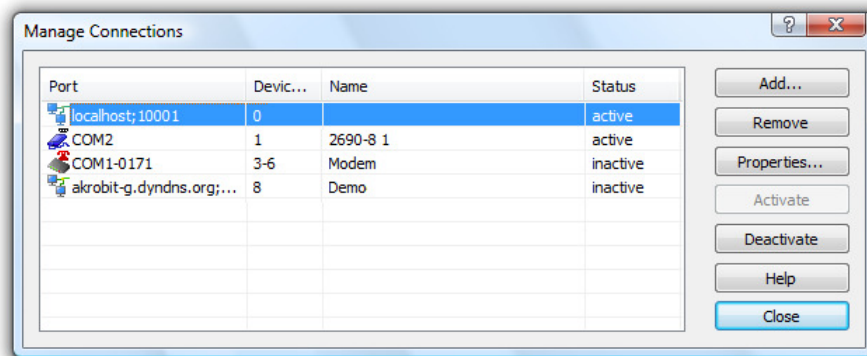 Manage Connections
Port Devic... Name Status
localhost;10001 0 active
COM2 1 2690-8 1 active
COM1-0171 3-6 Modem inactive
akrobit-g.dyndns.org;... 8 Demo inactive
Add...
Remove
Properties...
Activate
Deactivate
Help
Close